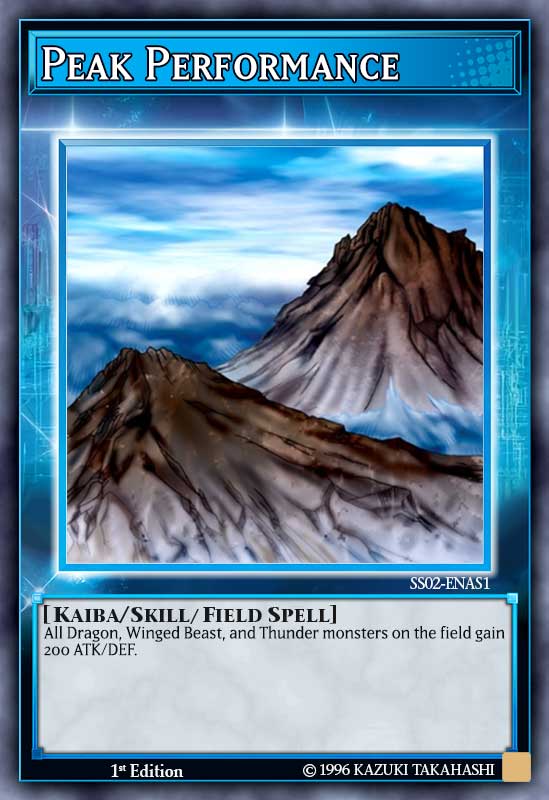 Peak Performance
SS02-ENAS1
[Kaiba/Skill/ Field Spell]
All Dragon, Winged Beast, and Thunder monsters on the field gain
200 ATK/DEF.
1st Edition
© 1996 KAZUKI TAKAHASHI